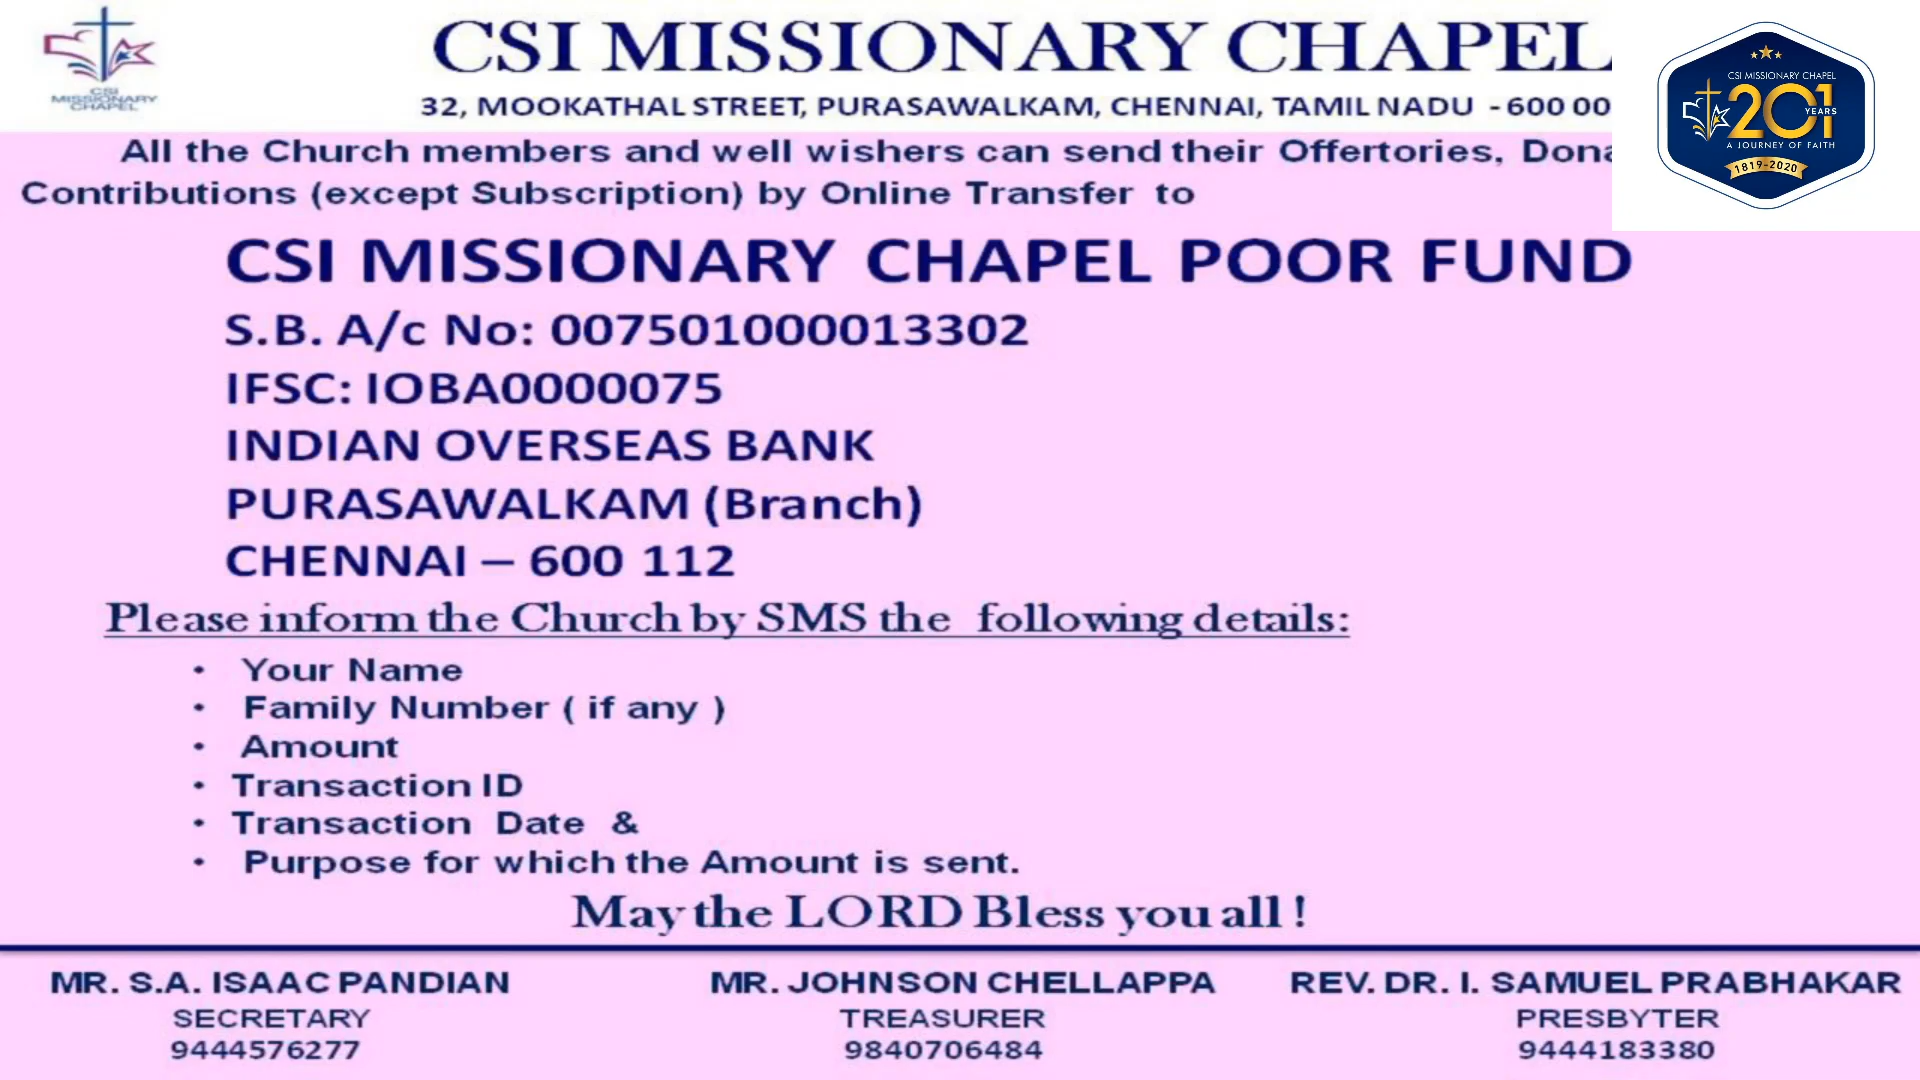 CSI MISSIONARY CHAPEL
CSI
MISSIONARY
CHAPEL
32, MOOKATHAL STREET, PURASAWALKAM, CHENNAI, TAMIL NADU - 600 00
CSI MISSIONARY CHAPEL
201
YEARS
A JOURNEY OF FAITH
1819-2020
All the Church members and well wishers can send their Offertories, Dona
Contributions (except Subscription) by Online Transfer to
CSI MISSIONARY CHAPEL POOR FUND
S.B. A/c No: 007501000013302
IFSC: IOBA0000075
INDIAN OVERSEAS BANK
PURASAWALKAM (Branch)
CHENNAI – 600 112
Please inform the Church by SMS the following details:
• Your Name
• Family Number ( if any )
• Amount
• Transaction ID
• Transaction Date &
• Purpose for which the Amount is sent.
May the LORD Bless you all !
MR. S.A. ISAAC PANDIAN
SECRETARY
9444576277
MR. JOHNSON CHELLAPPA
TREASURER
9840706484
REV. DR. I. SAMUEL PRABHAKAR
PRESBYTER
9444183380